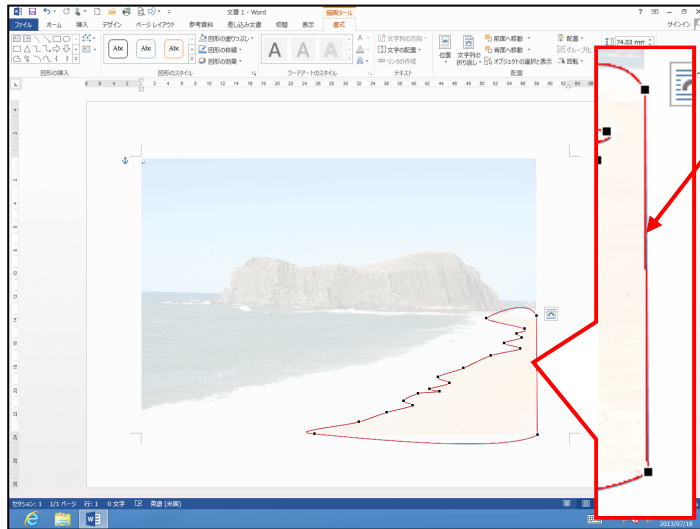 文書 1 - Word
描画ツール
ファイル ホーム 挿入 デザイン ページ レイアウト 参考資料 差し込み文書 校閲 表示 書式 サインイン
Abc Abc Abc
図形の塗りつぶし
図形の枠線
図形の効果
A A A
文字列の方向
文字の配置
リンクの作成
位置 文字列の折り返し
前面へ移動
背面へ移動
オブジェクトの選択と表示
配置
グループ化
回転
74.03 mm
図形の挿入 図形のスタイル ワードアートのスタイル テキスト 配置
セクション: 1 1/1 ページ 行: 1 0 文字 英語 (米国)
2013/07/18